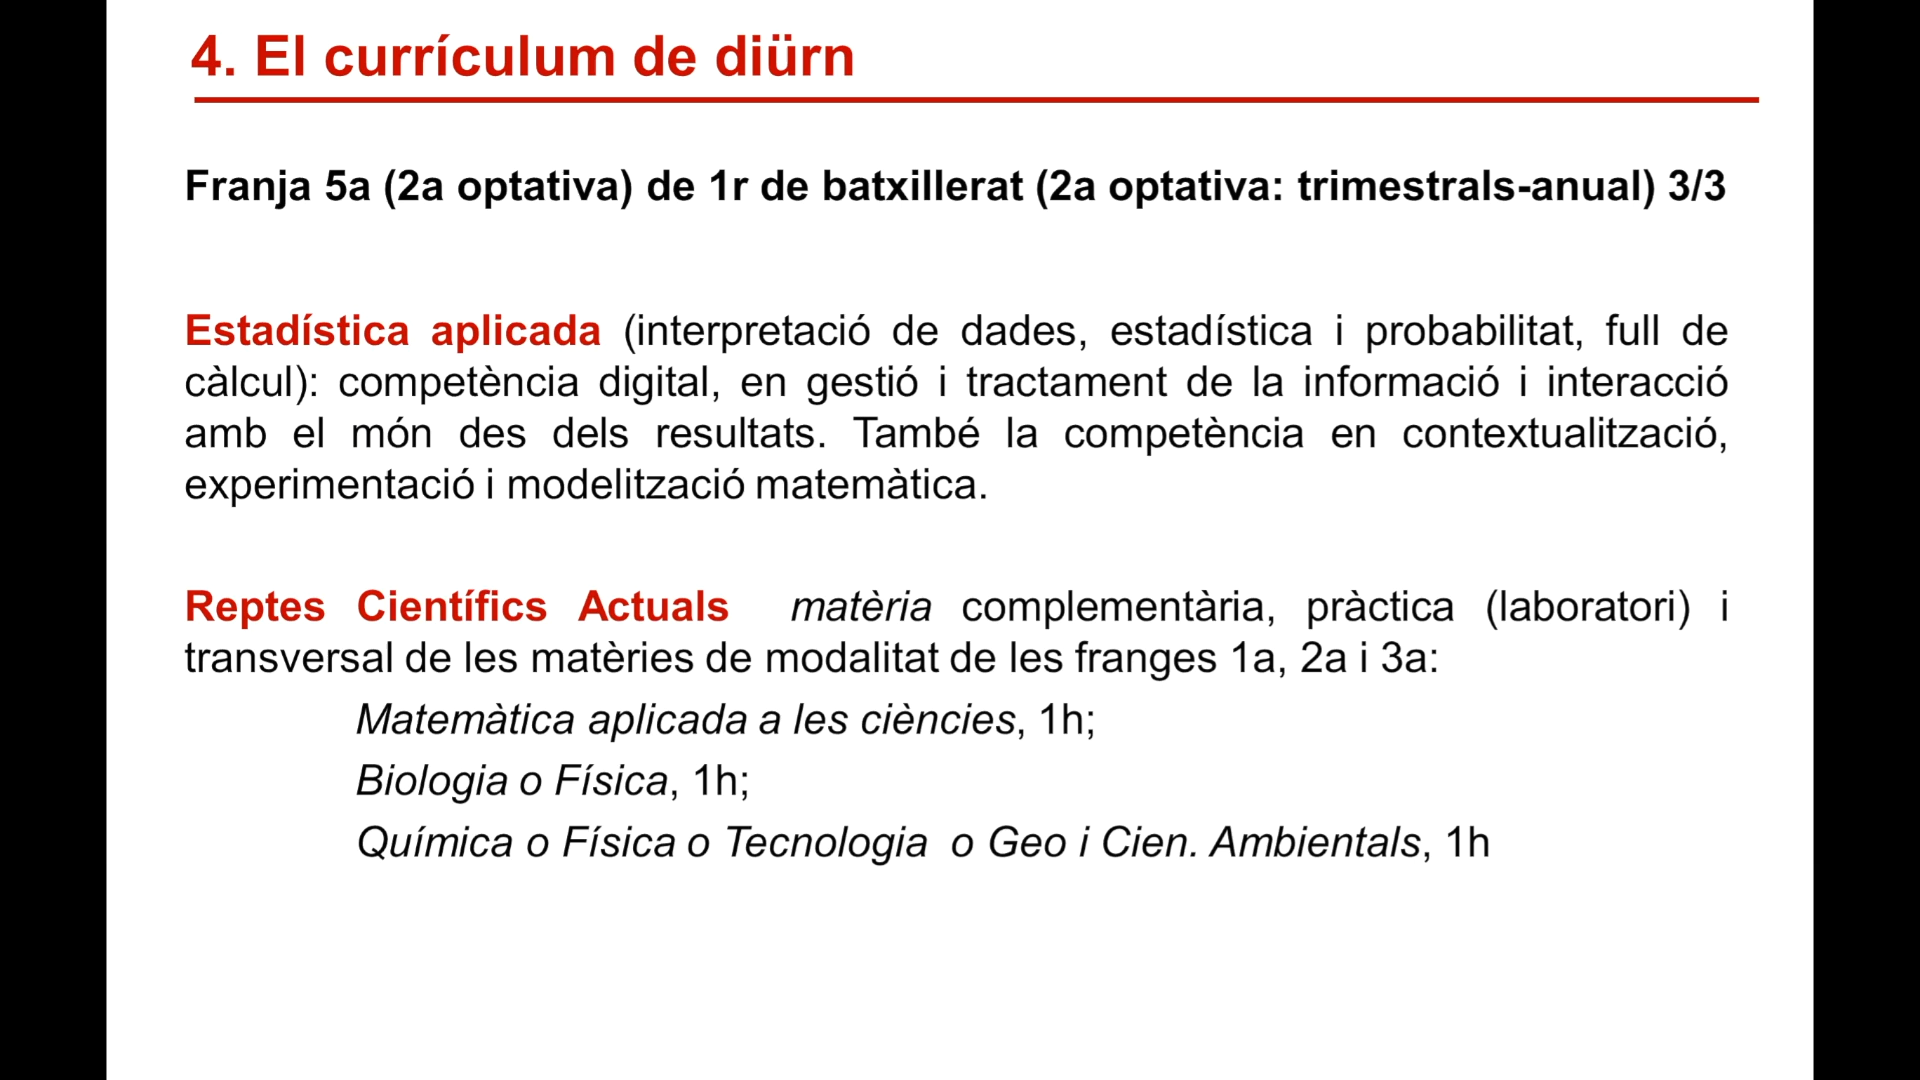 4. El currículum de diürn
Franja 5a (2a optativa) de 1r de batxillerat (2a optativa: trimestrals-anual) 3/3
Estadística aplicada (interpretació de dades, estadística i probabilitat, full de
càlcul): competència digital, en gestió i tractament de la informació i interacció
amb el món des dels resultats. També la competència en contextualització,
experimentació i modelització matemàtica.
Reptes Científics Actuals matèria complementària, pràctica (laboratori) i
transversal de les matèries de modalitat de les franges 1a, 2a i 3a:
Matemàtica aplicada a les ciències, 1h;
Biologia o Física, 1h;
Química o Física o Tecnologia o Geo i Cien. Ambientals, 1h